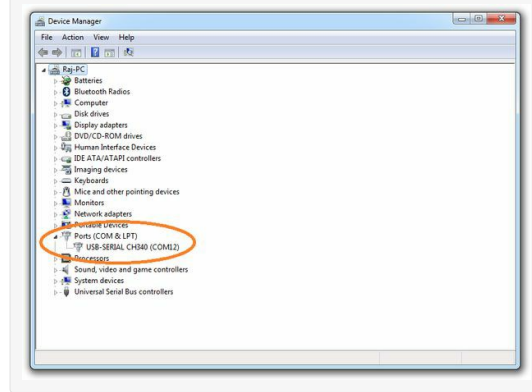 Device Manager
File Action View Help
Raj-PC
Batteries
Bluetooth Radios
Computer
Disk drives
Display adapters
DVD/CD-ROM drives
Human Interface Devices
IDE ATA/ATAPI controllers
Imaging devices
Keyboards
Mice and other pointing devices
Monitors
Network adapters
Portable Devices
Ports (COM & LPT)
USB-SERIAL CH340 (COM12)
Processors
Sound, video and game controllers
System devices
Universal Serial Bus controllers